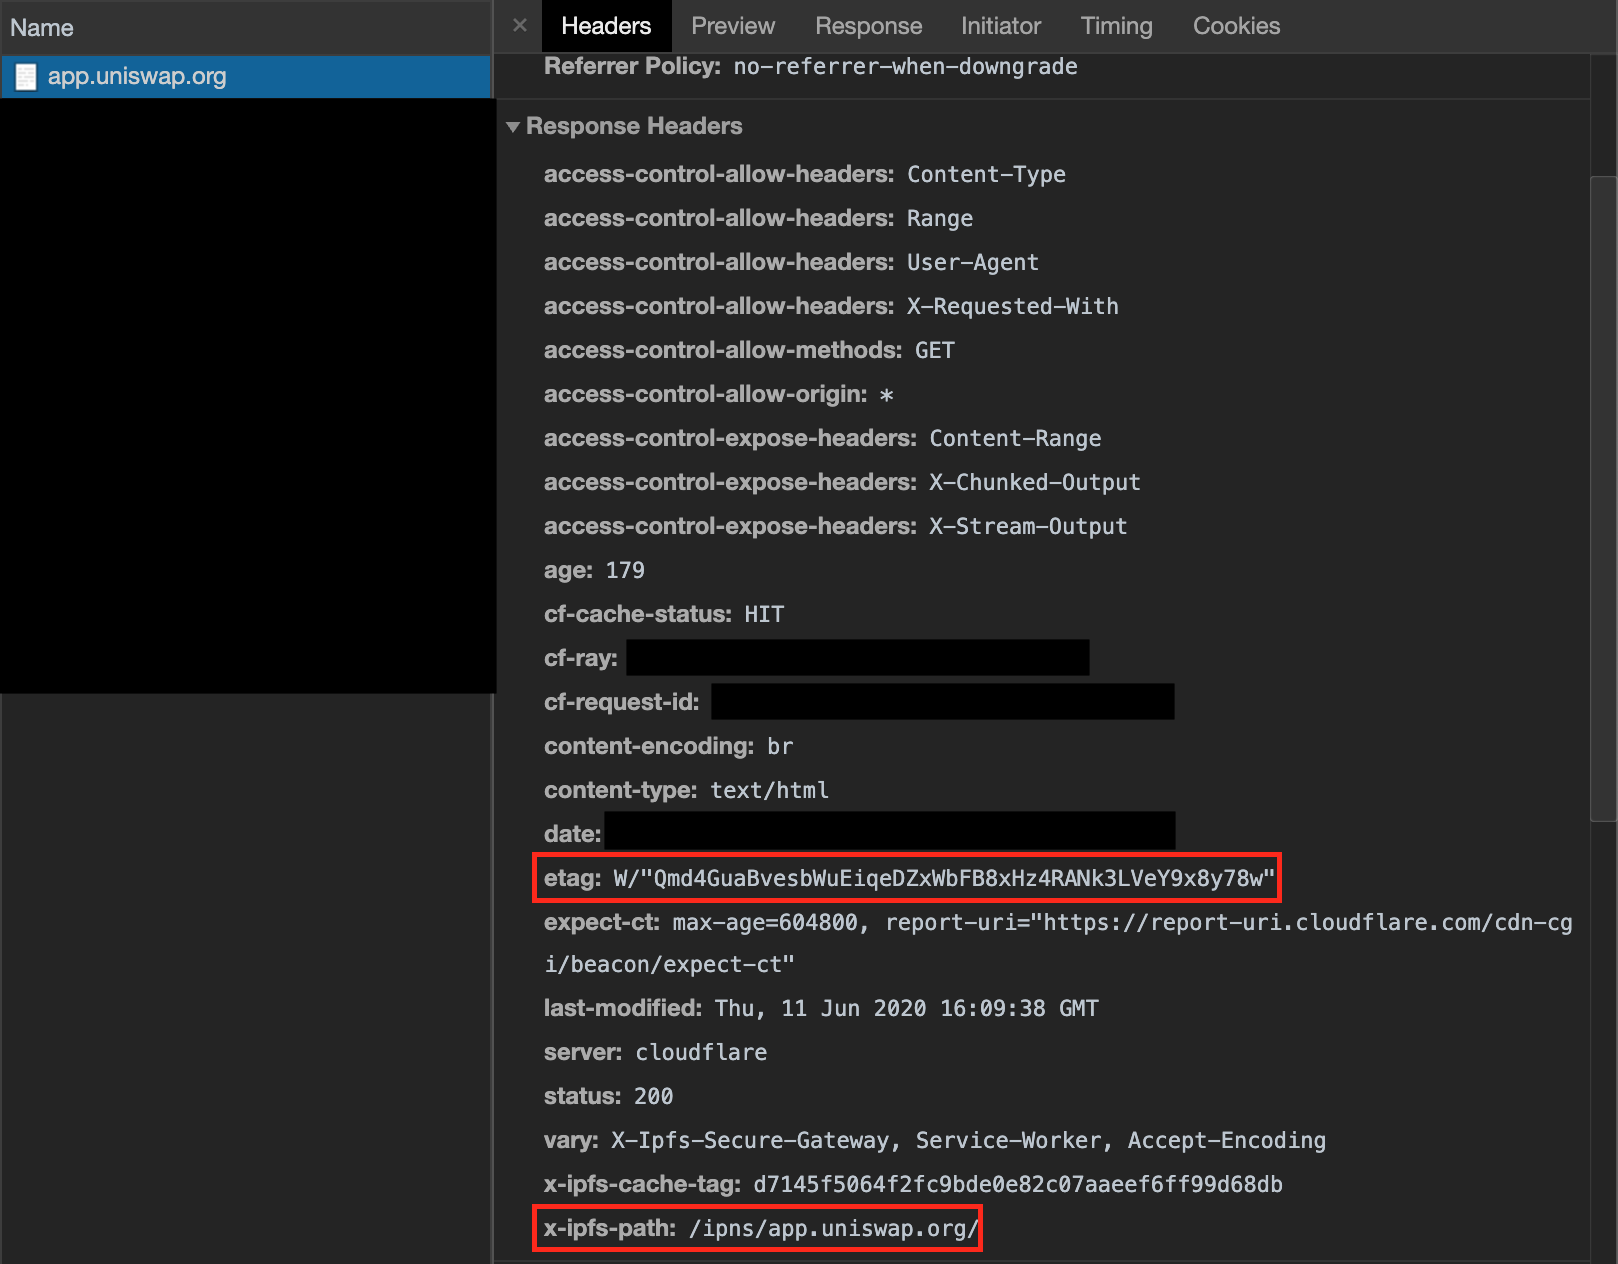 Name
× Headers Preview Response Initiator Timing Cookies
app.uniswap.org
Referrer Policy: no-referrer-when-downgrade
Response Headers
access-control-allow-headers: Content-Type
access-control-allow-headers: Range
access-control-allow-headers: User-Agent
access-control-allow-headers: X-Requested-With
access-control-allow-methods: GET
access-control-allow-origin: *
access-control-expose-headers: Content-Range
access-control-expose-headers: X-Chunked-Output
access-control-expose-headers: X-Stream-Output
age: 179
cf-cache-status: HIT
cf-ray:
cf-request-id:
content-encoding: br
content-type: text/html
date:
etag: W/"Qmd4GuaBvesbWuEiqeDZxWbFB8xHz4RANk3LVeY9x8y78w"
expect-ct: max-age=604800, report-uri="https://report-uri.cloudflare.com/cdn-cg
i/beacon/expect-ct"
last-modified: Thu, 11 Jun 2020 16:09:38 GMT
server: cloudflare
status: 200
vary: X-Ipfs-Secure-Gateway, Service-Worker, Accept-Encoding
x-ipfs-cache-tag: d7145f5064f2fc9bde0e82c07aaeef6ff99d68db
x-ipfs-path: /ipns/app.uniswap.org/